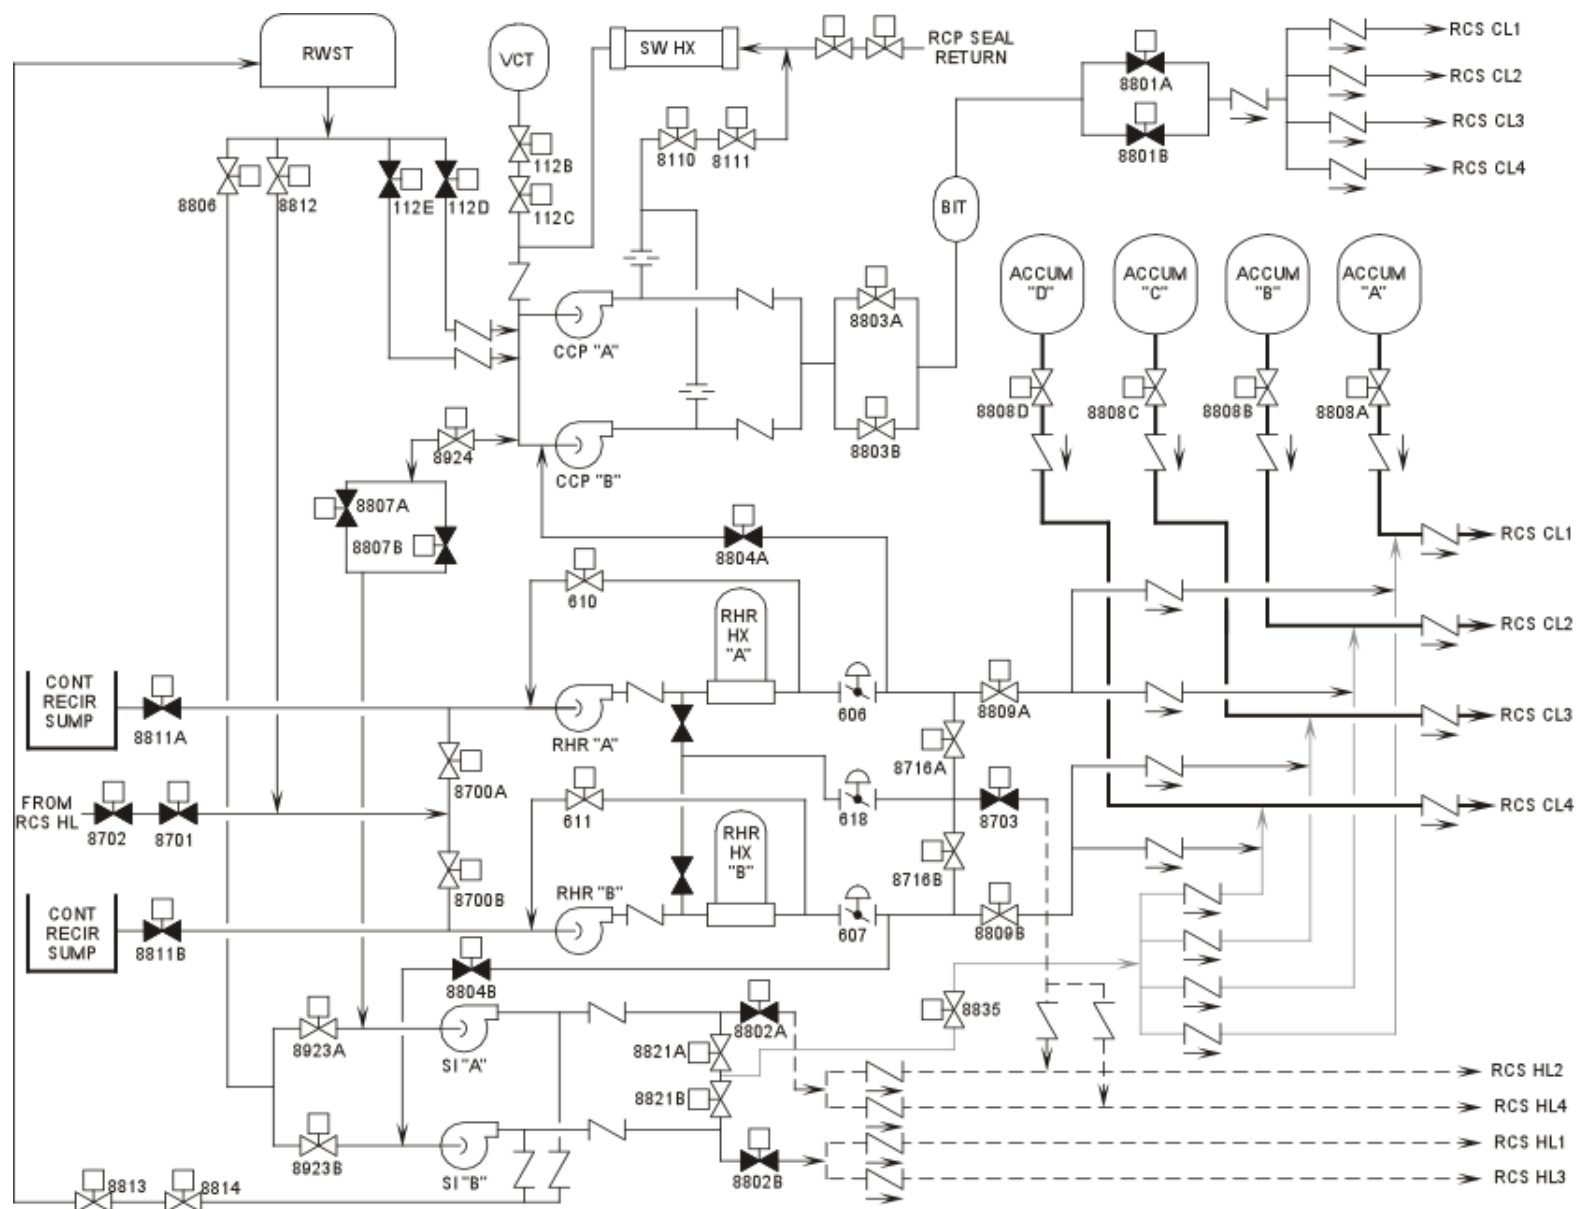 RWST
VCT
SW HX
RCP SEAL
RETURN
8801A
8801B
RCS CL1
RCS CL2
RCS CL3
RCS CL4
8806
8812
112E
112D
112B
112C
8110
8111
BIT
CCP "A"
CCP "B"
8803A
8803B
ACCUM
"D"
ACCUM
"C"
ACCUM
"B"
ACCUM
"A"
8808D
8808C
8808B
8808A
8924
8807A
8807B
8804A
610
RHR
HX
"A"
606
8809A
RCS CL1
RCS CL2
RCS CL3
RCS CL4
CONT
RECIR
SUMP
8811A
RHR "A"
8716A
8700A
FROM
RCS HL
8702
8701
611
618
8703
8700B
RHR
HX
"B"
8716B
CONT
RECIR
SUMP
8811B
RHR "B"
607
8809B
8804B
8923A
SI "A"
8802A
8821A
8835
8821B
8923B
SI "B"
8802B
8813
8814
RCS HL2
RCS HL4
RCS HL1
RCS HL3